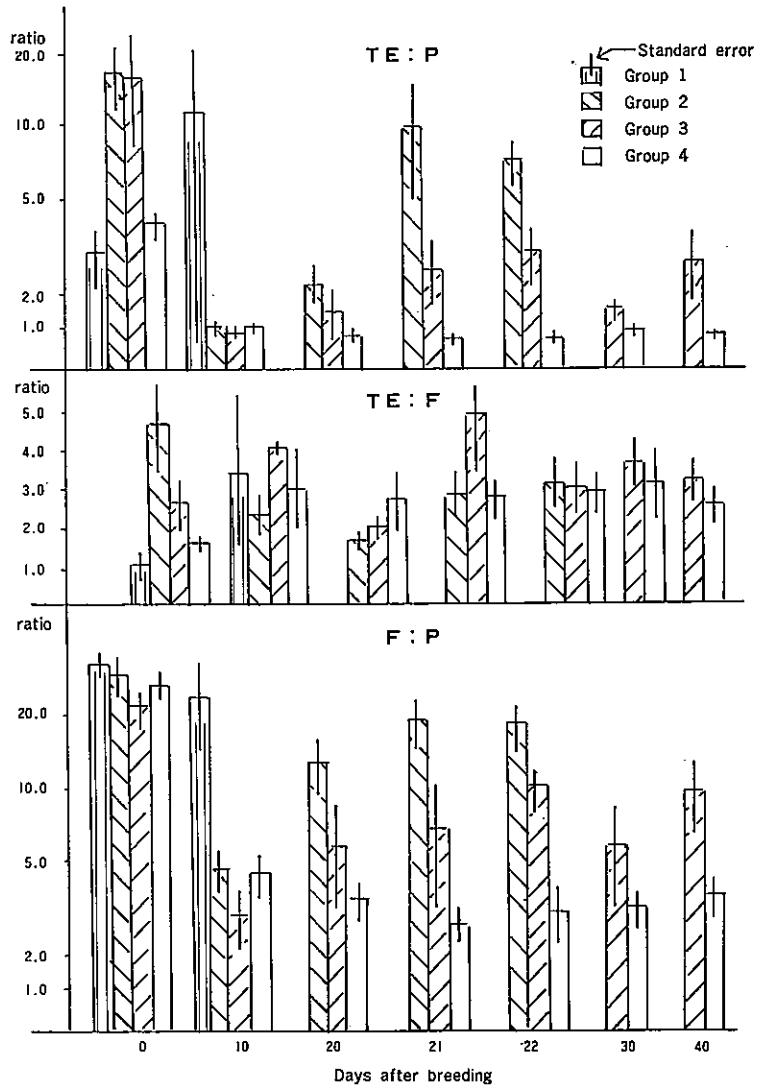 ratio
20.0
10.0
5.0
2.0
1.0
TE:P
Standard error
Group 1
Group 2
Group 3
Group 4
ratio
5.0
4.0
3.0
2.0
1.0
TE:F
ratio
20.0
10.0
5.0
2.0
1.0
F:P
0 10 20 21 22 30 40
Days after breeding